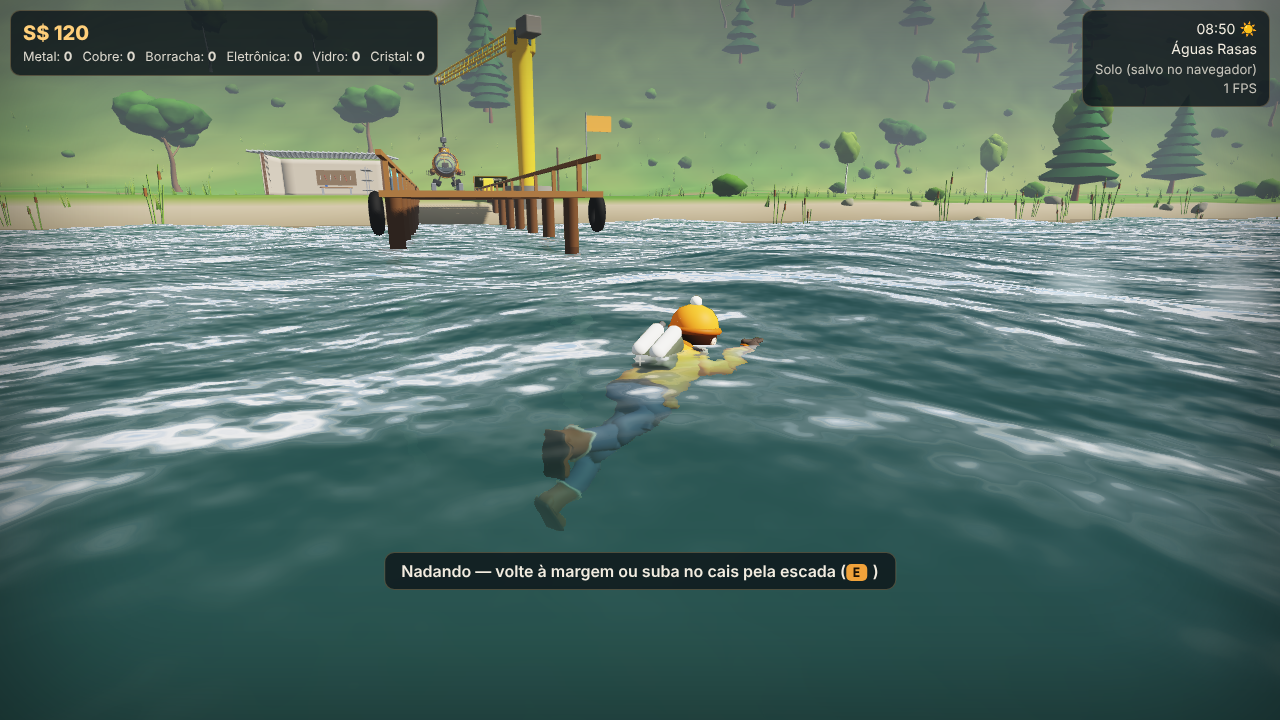 S$ 120
Metal: 0 Cobre: 0 Borracha: 0 Eletrônica: 0 Vidro: 0 Cristal: 0
08:50 ☀️
Águas Rasas
Solo (salvo no navegador)
1 FPS
Nadando — volte à margem ou suba no cais pela escada ( E )